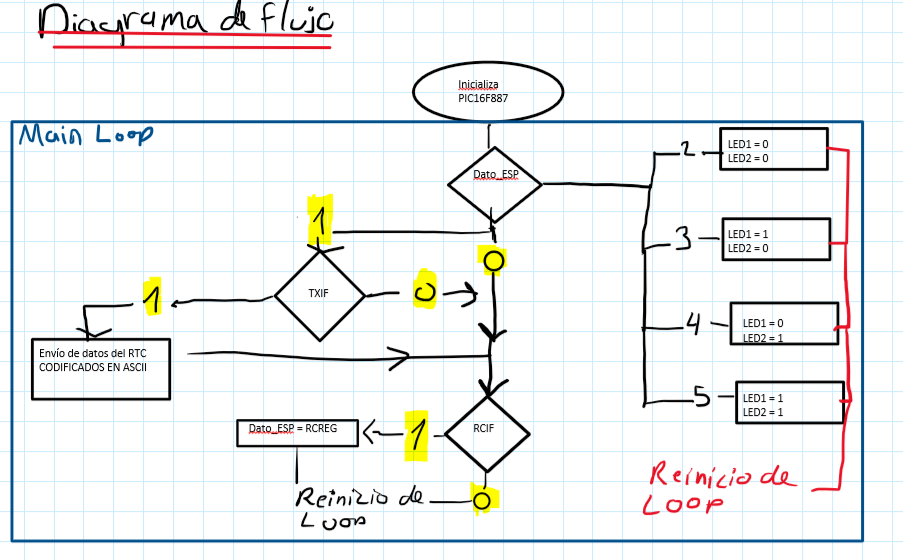 Diagrama de flujo
Inicializa
PIC16F887
Main Loop
Dato_ESP
2
LED1 = 0
LED2 = 0
1
3
LED1 = 1
LED2 = 0
0
TXIF
0
1
4
LED1 = 0
LED2 = 1
Envío de datos del RTC
CODIFICADOS EN ASCII
5
LED1 = 1
LED2 = 1
Dato_ESP = RCREG
1
RCIF
Reinicio de
LOOP
Reinizio de
Loop
0